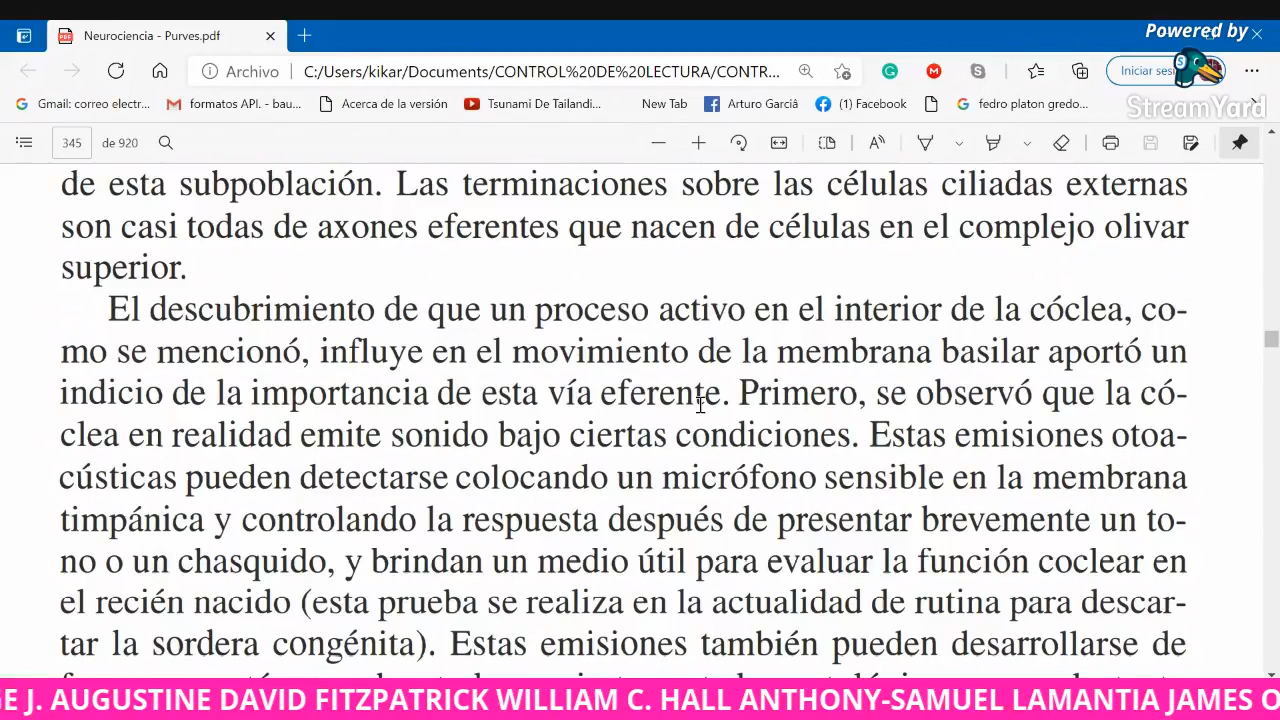 Powered by
Neurociencia - Purves.pdf
Archivo
C:/Users/kikar/Documents/CONTROL%20DE%20LECTURA/CONTR...
Iniciar
StreamYard
Gmail: correo electr...
formatos API. - bau...
Acerca de la versió
Tsunami De Tailandi...
New Tab
Arturo Garciâ
(1) Facebook
fedro platon gredo...
345
de 920
de esta subpoblación. Las terminaciones sobre las células ciliadas externas
son casi todas de axones eferentes que nacen de células en el complejo olivar
superior.
El descubrimiento de que un proceso activo en el interior de la cóclea, co-
mo se mencionó, influye en el movimiento de la membrana basilar aportó un
indicio de la importancia de esta vía eferente. Primero, se observó que la có-
clea en realidad emite sonido bajo ciertas condiciones. Estas emisiones otoa-
cústicas pueden detectarse colocando un micrófono sensible en la membrana
timpánica y controlando la respuesta después de presentar brevemente un to-
no o un chasquido, y brindan un medio útil para evaluar la función coclear en
el recién nacido (esta prueba se realiza en la actualidad de rutina para descar-
tar la sordera congénita). Estas emisiones también pueden desarrollarse de
GE J. AUGUSTINE DAVID FITZPATRICK WILLIAM C. HALL ANTHONY-SAMUEL LAMANTIA JAMES O